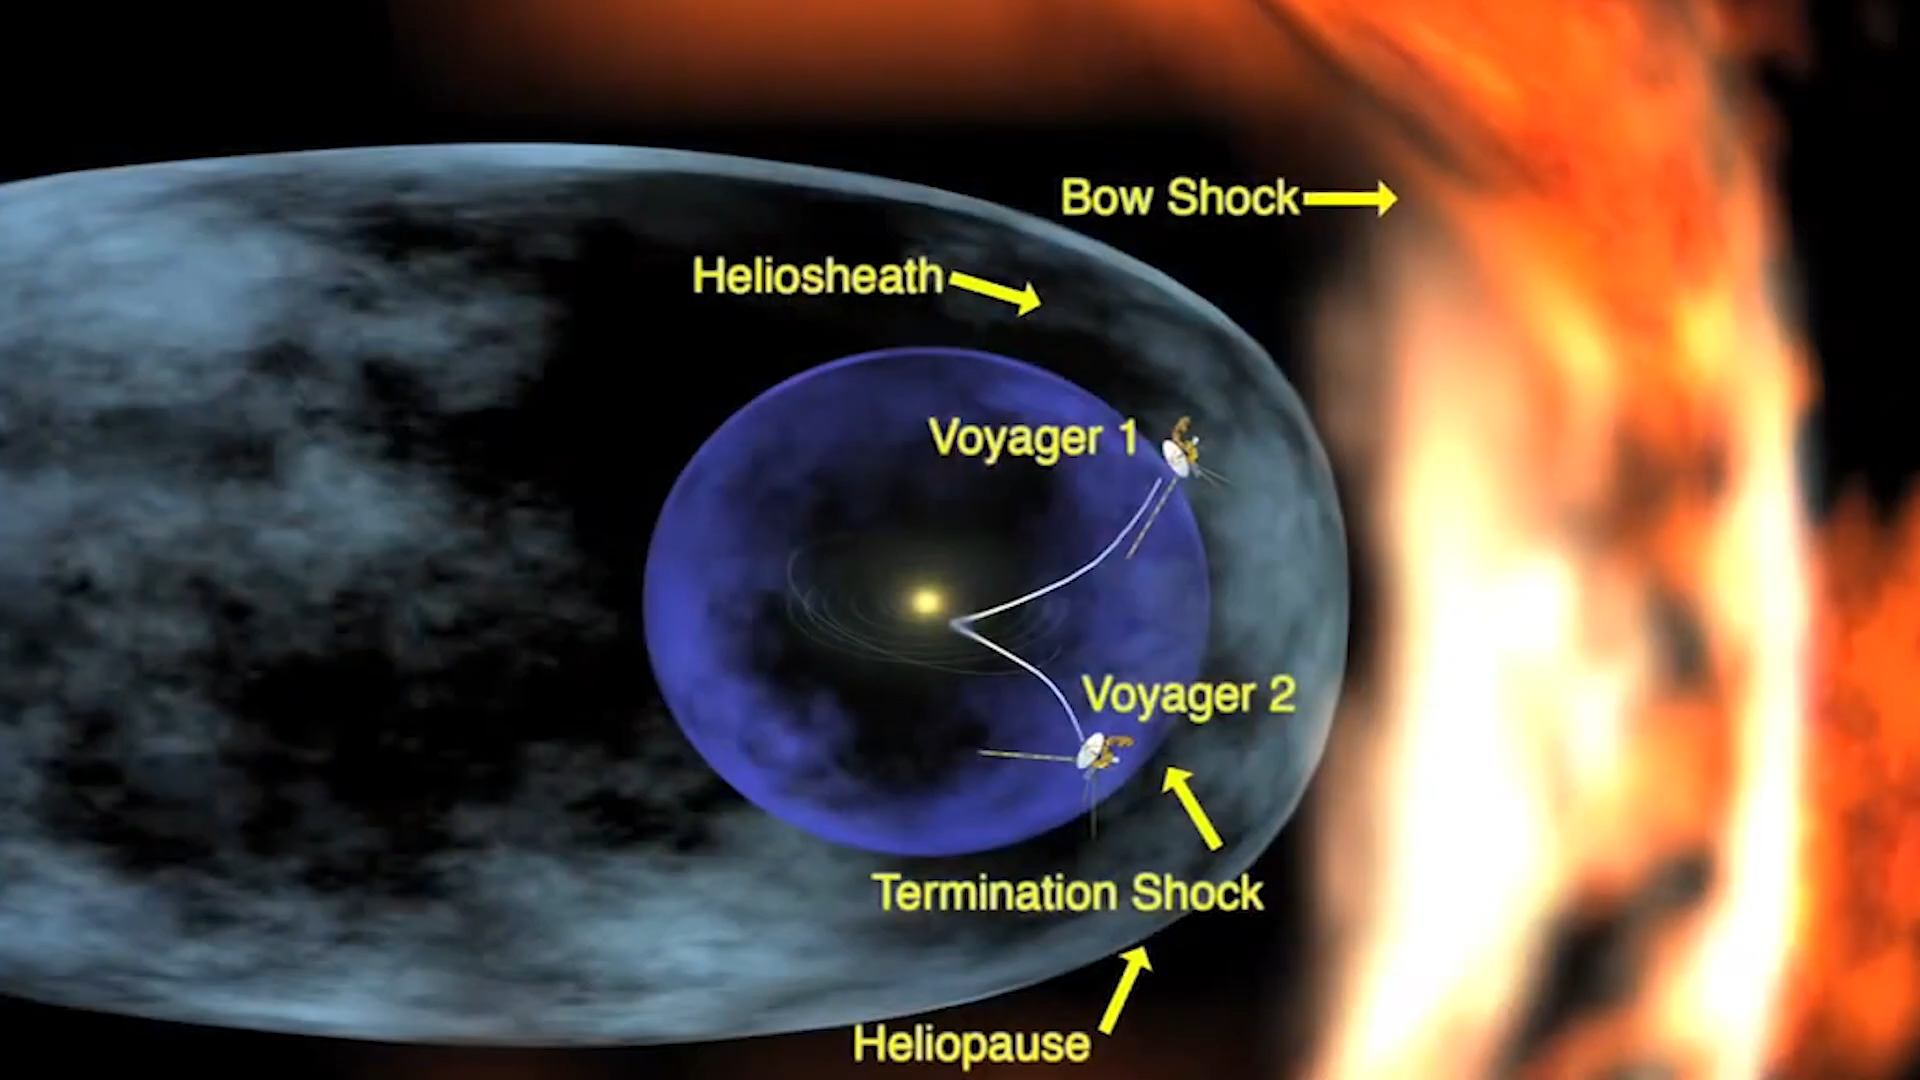 Bow Shock
Heliosheath
Voyager 1
Voyager 2
Termination Shock
Heliopause